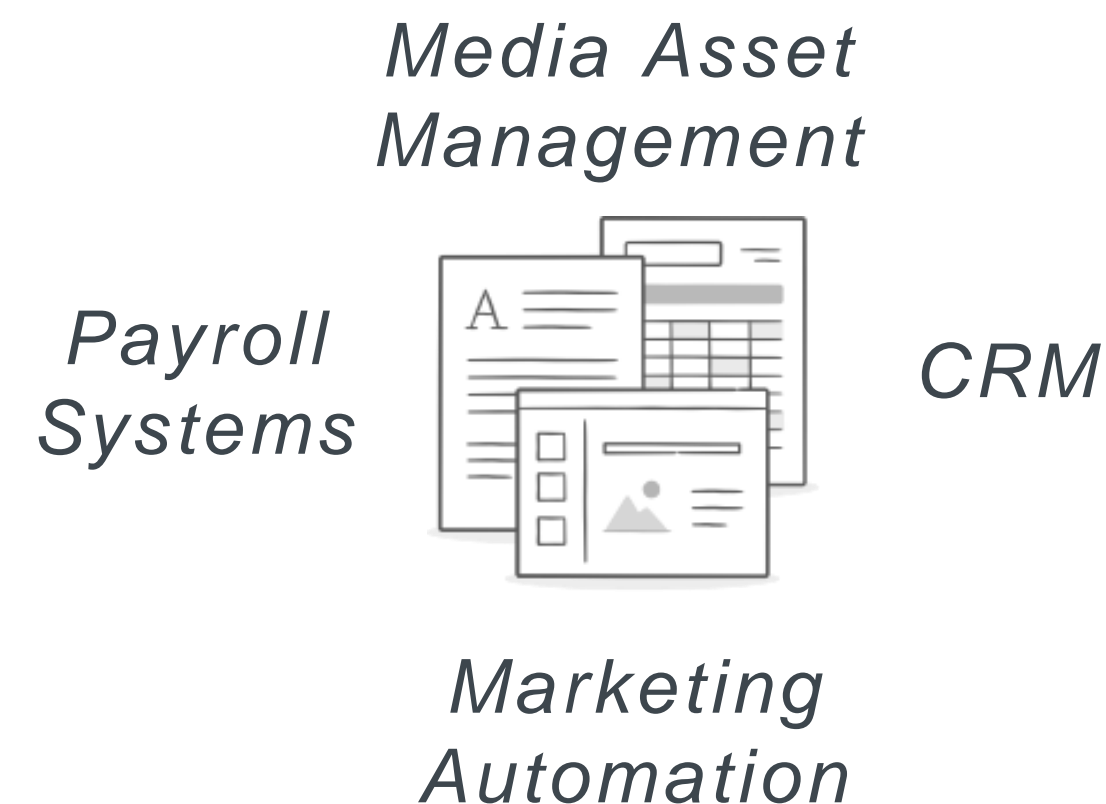 Media Asset
Management
A
Payroll
Systems
CRM
Marketing
Automation